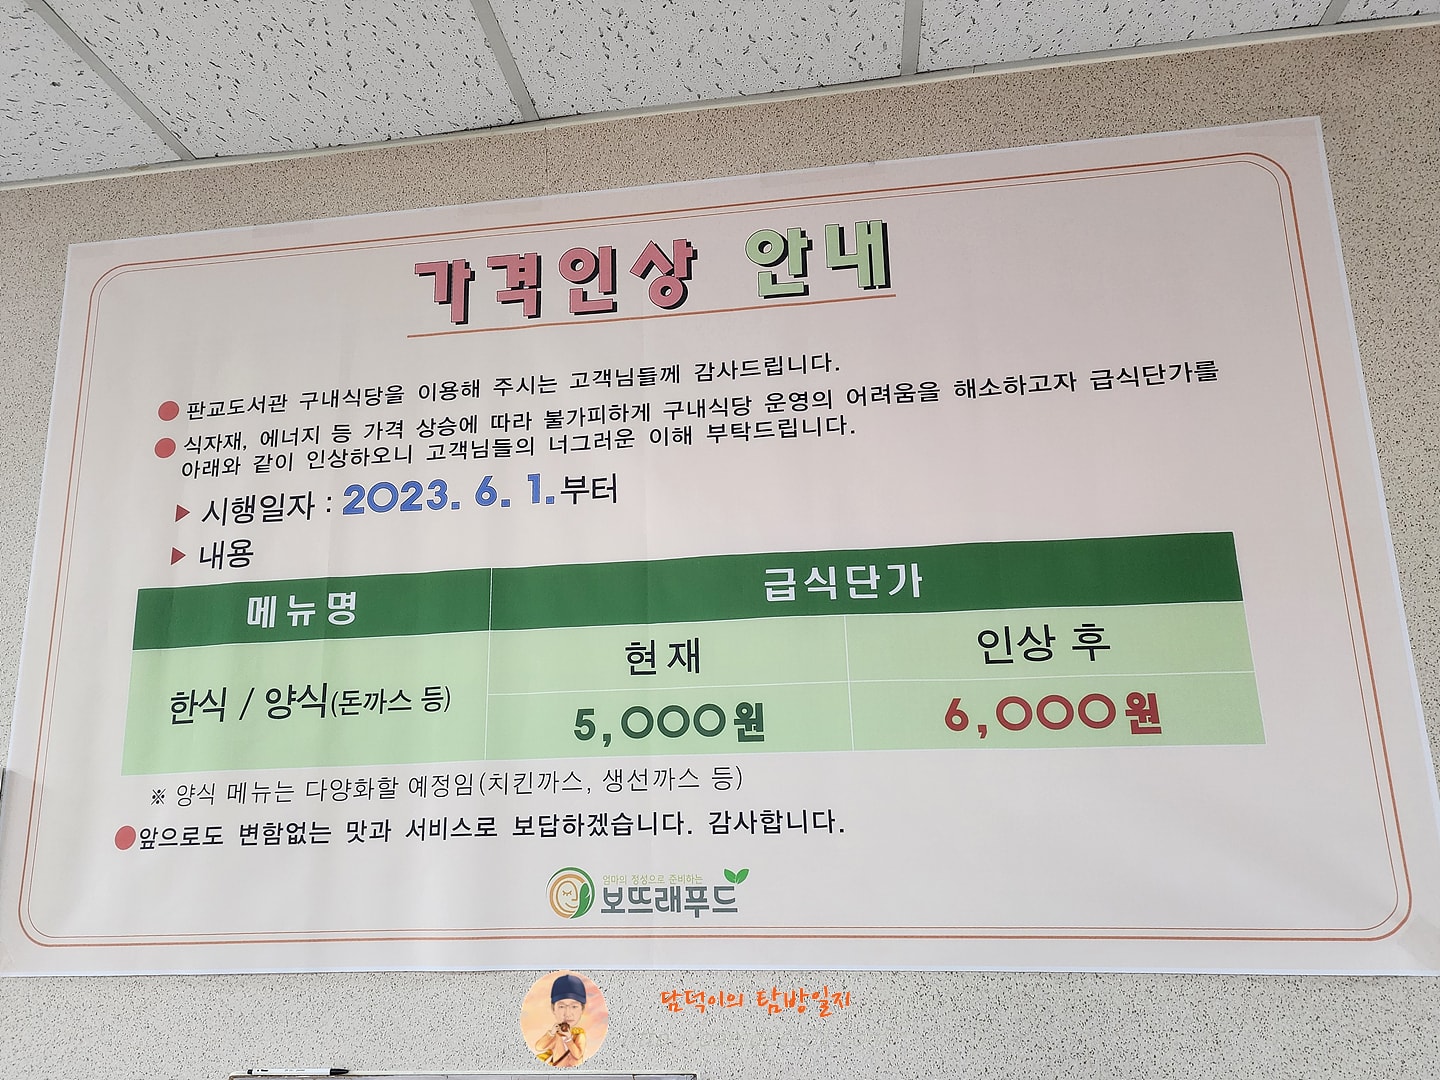 가격인상 안내
● 판교도서관 구내식당을 이용해 주시는 고객님들께 감사드립니다.
● 식자재, 에너지 등 가격 상승에 따라 불가피하게 구내식당 운영의 어려움을 해소하고자 급식단가를
아래와 같이 인상하오니 고객님들의 너그러운 이해 부탁드립니다.
▶ 시행일자 : 2023. 6. 1.부터
▶ 내용
메뉴명 급식단가
현재 인상 후
한식 / 양식(돈까스 등) 5,000원 6,000원
※ 양식 메뉴는 다양화할 예정임(치킨까스, 생선까스 등)
●앞으로도 변함없는 맛과 서비스로 보답하겠습니다. 감사합니다.
엄마의 정성으로 준비하는
보뜨래푸드
담덕이의 탐방일지